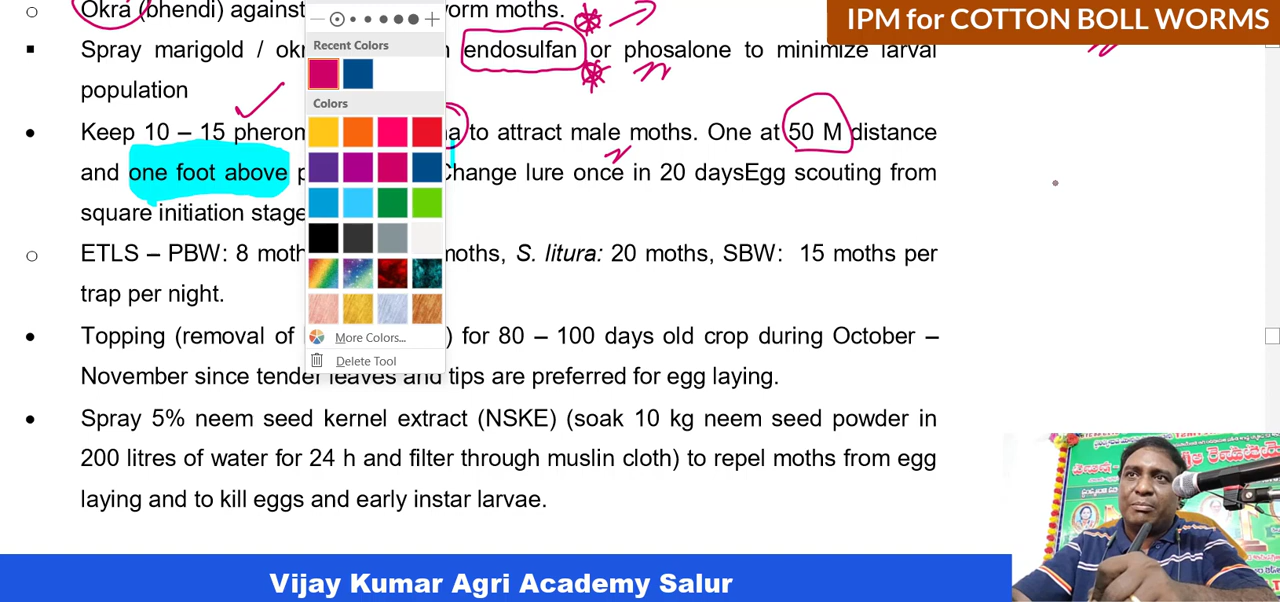 IPM for COTTON BOLL WORMS
Okra (bhendi) against orm moths.
Spray marigold / ok endosulfan or phosalone to minimize larval
population
Keep 10 – 15 pherom a to attract male moths. One at 50 M distance
and one foot above Change lure once in 20 daysEgg scouting from
square initiation stage
ETLS – PBW: 8 moth moths, S. litura: 20 moths, SBW: 15 moths per
trap per night.
Topping (removal of ) for 80 – 100 days old crop during October –
November since tender leaves and tips are preferred for egg laying.
Spray 5% neem seed kernel extract (NSKE) (soak 10 kg neem seed powder in
200 litres of water for 24 h and filter through muslin cloth) to repel moths from egg
laying and to kill eggs and early instar larvae.
Recent Colors
Colors
More Colors...
Delete Tool
Vijay Kumar Agri Academy Salur